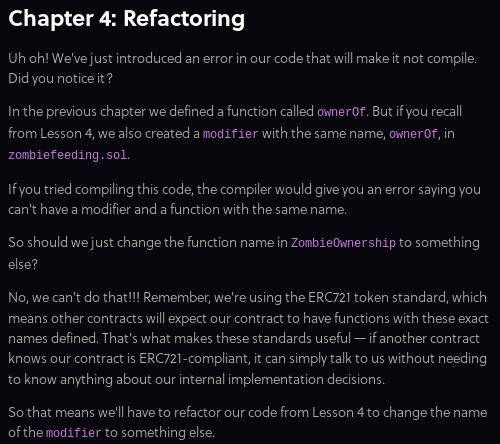 Chapter 4: Refactoring
Uh oh! We've just introduced an error in our code that will make it not compile.
Did you notice it?
In the previous chapter we defined a function called ownerOf. But if you recall
from Lesson 4, we also created a modifier with the same name, ownerOf, in
zombiefeeding.sol.
If you tried compiling this code, the compiler would give you an error saying you
can't have a modifier and a function with the same name.
So should we just change the function name in ZombieOwnership to something
else?
No, we can't do that!!! Remember, we're using the ERC721 token standard, which
means other contracts will expect our contract to have functions with these exact
names defined. That's what makes these standards useful — if another contract
knows our contract is ERC721-compliant, it can simply talk to us without needing
to know anything about our internal implementation decisions.
So that means we'll have to refactor our code from Lesson 4 to change the name
of the modifier to something else.